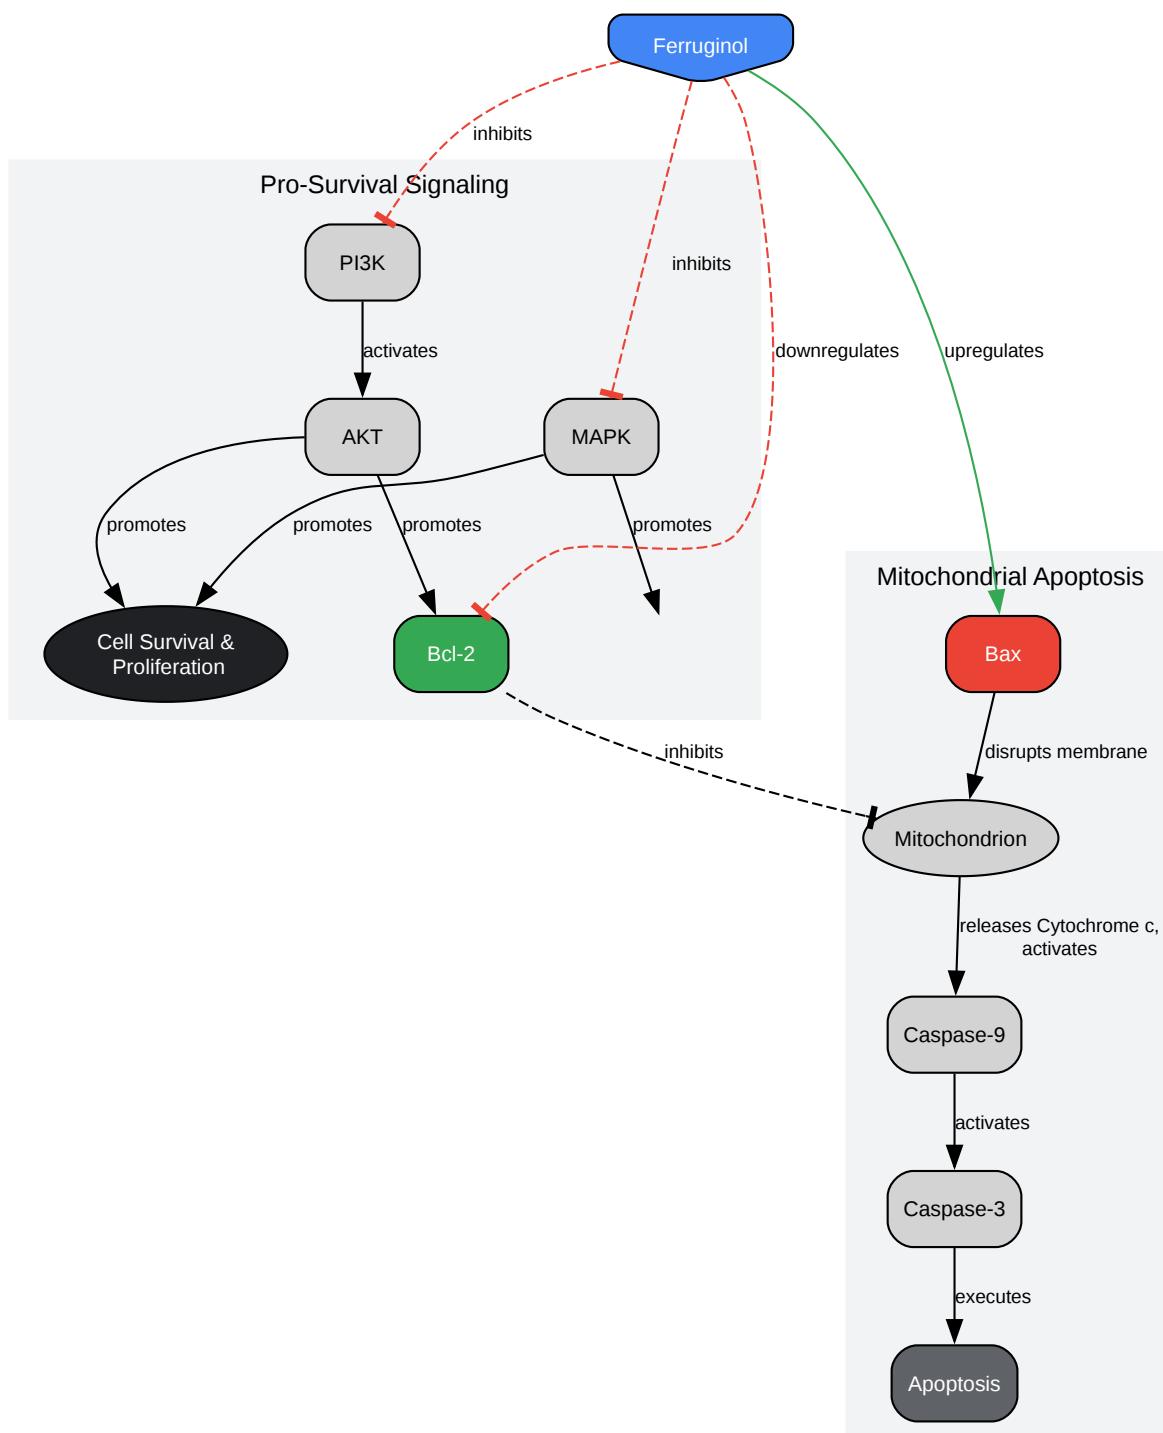 Ferruginol
inhibits
Pro-Survival Signaling
PI3K
inhibits
activates
downregulates
upregulates
AKT
MAPK
promotes
promotes
promotes
promotes
Mitochondrial Apoptosis
Cell Survival &
Proliferation
Bcl-2
Bax
inhibits
disrupts membrane
Mitochondrion
releases Cytochrome c,
activates
Caspase-9
activates
Caspase-3
executes
Apoptosis